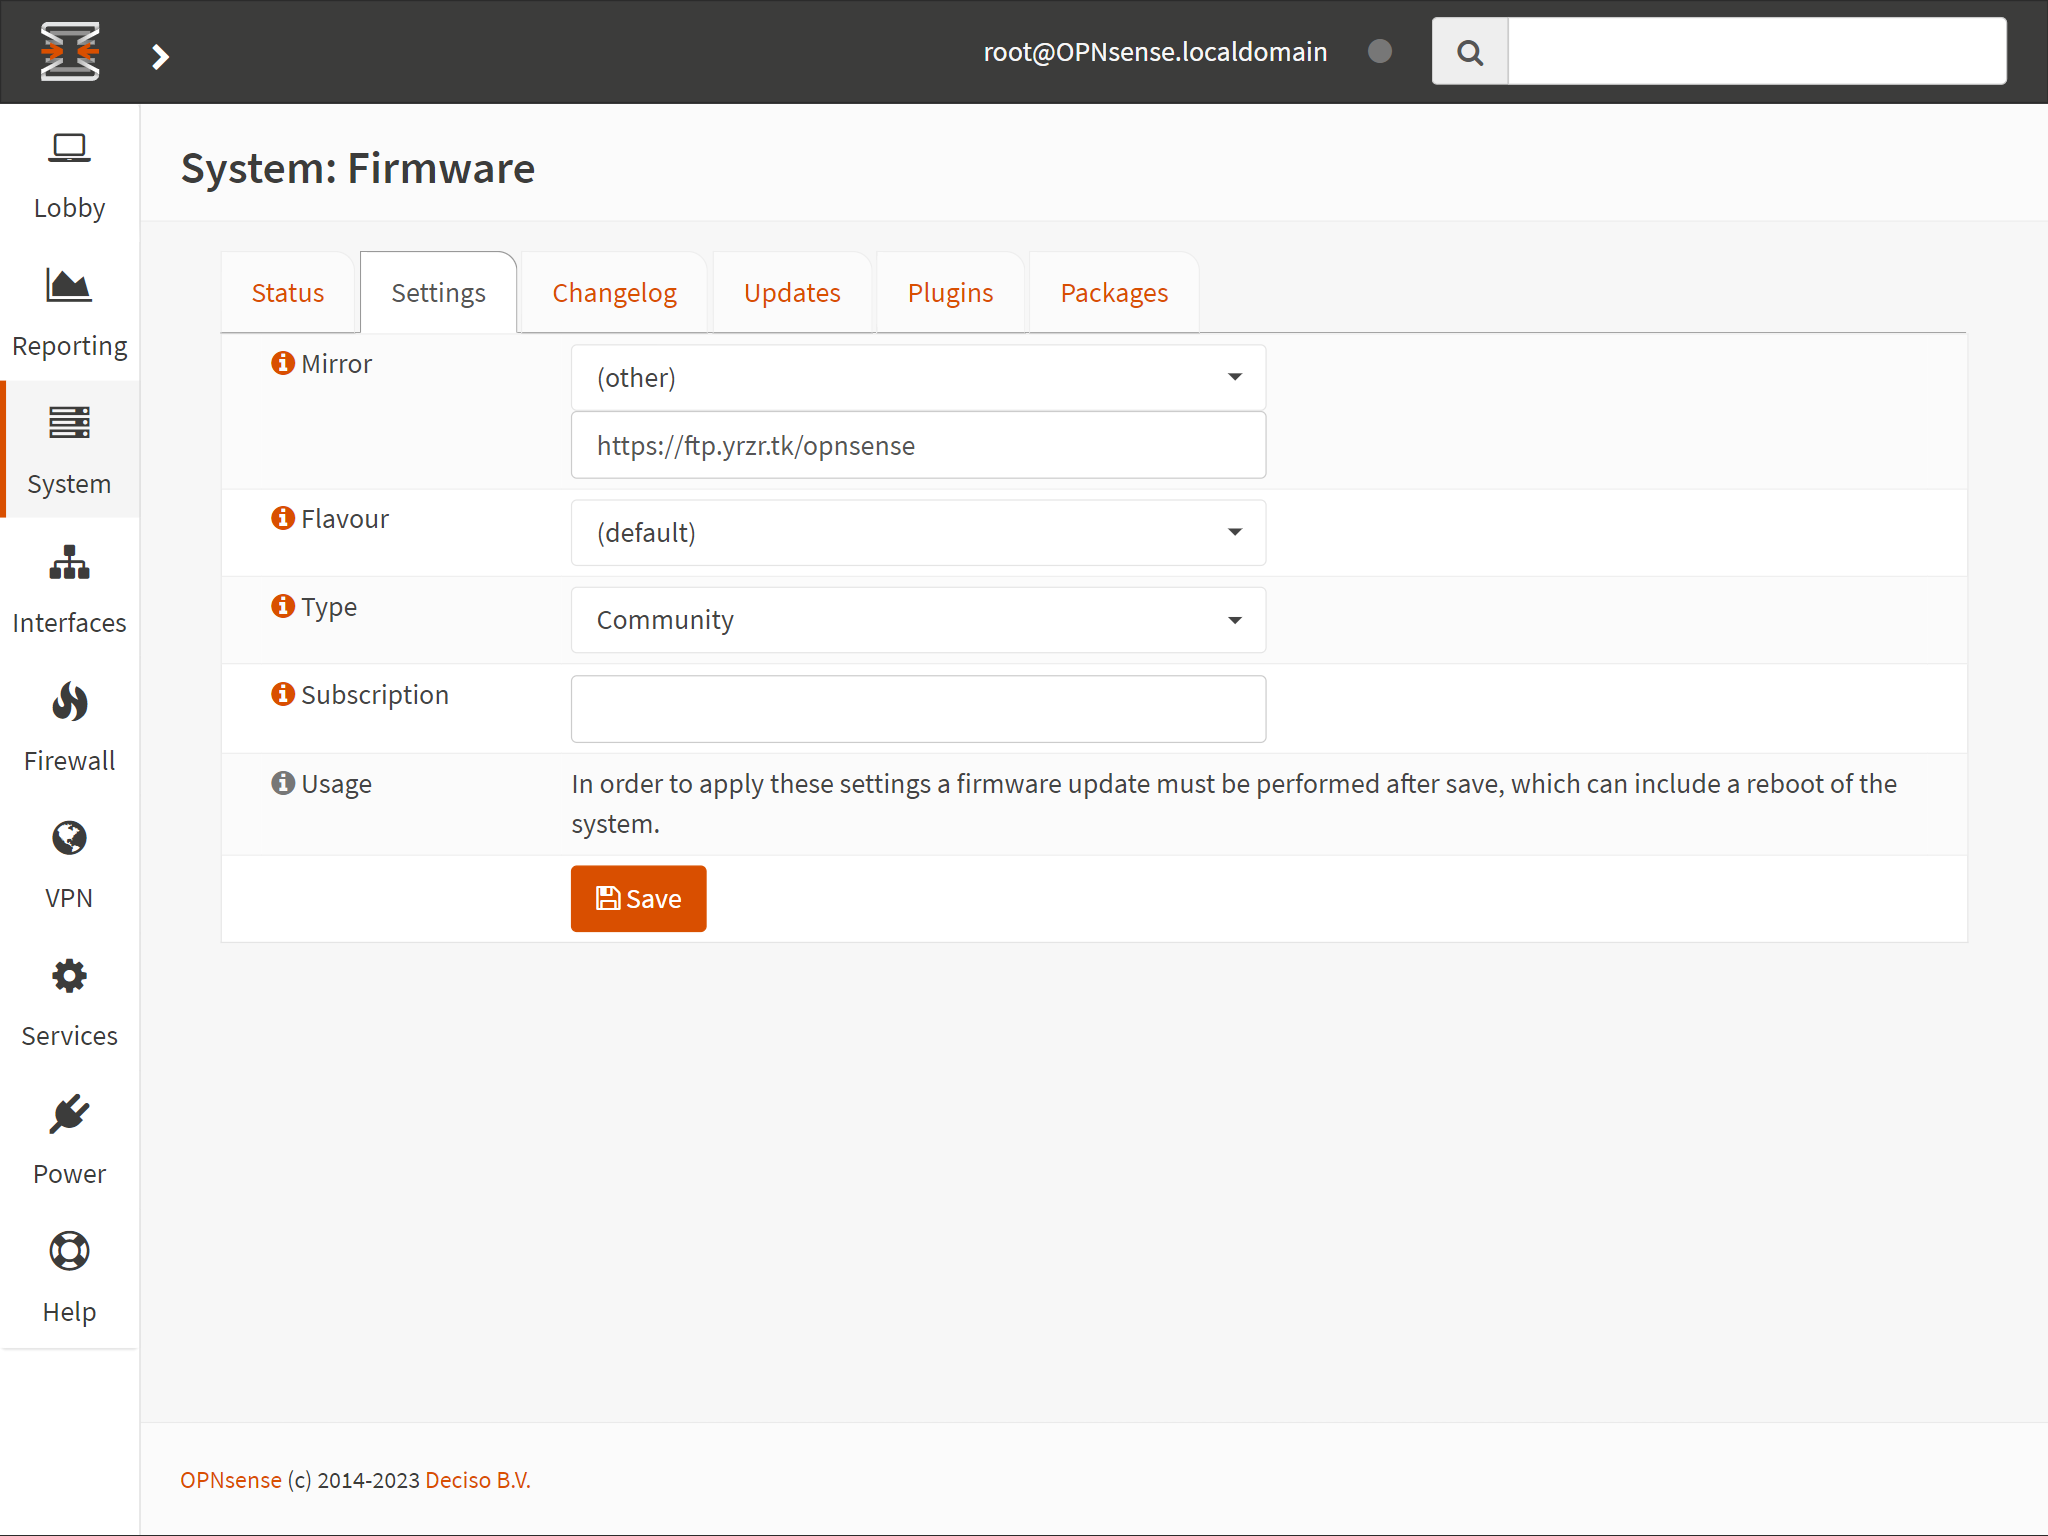 root@OPNsense.localdomain
Lobby
Reporting
System
Interfaces
Firewall
VPN
Services
Power
Help
System: Firmware
Status
Settings
Changelog
Updates
Plugins
Packages
Mirror
(other)
https://ftp.yrzr.tk/opnsense
Flavour
(default)
Type
Community
Subscription
Usage
In order to apply these settings a firmware update must be performed after save, which can include a reboot of the
system.
Save
OPNsense (c) 2014-2023 Deciso B.V.